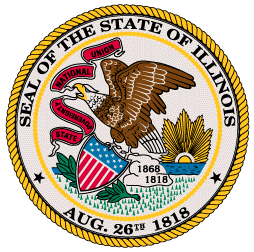 SEAL OF THE STATE OF ILLINOIS
NATIONAL
UNION
STATE
SOVEREIGNTY
1868
1818
AUG. 26TH 1818